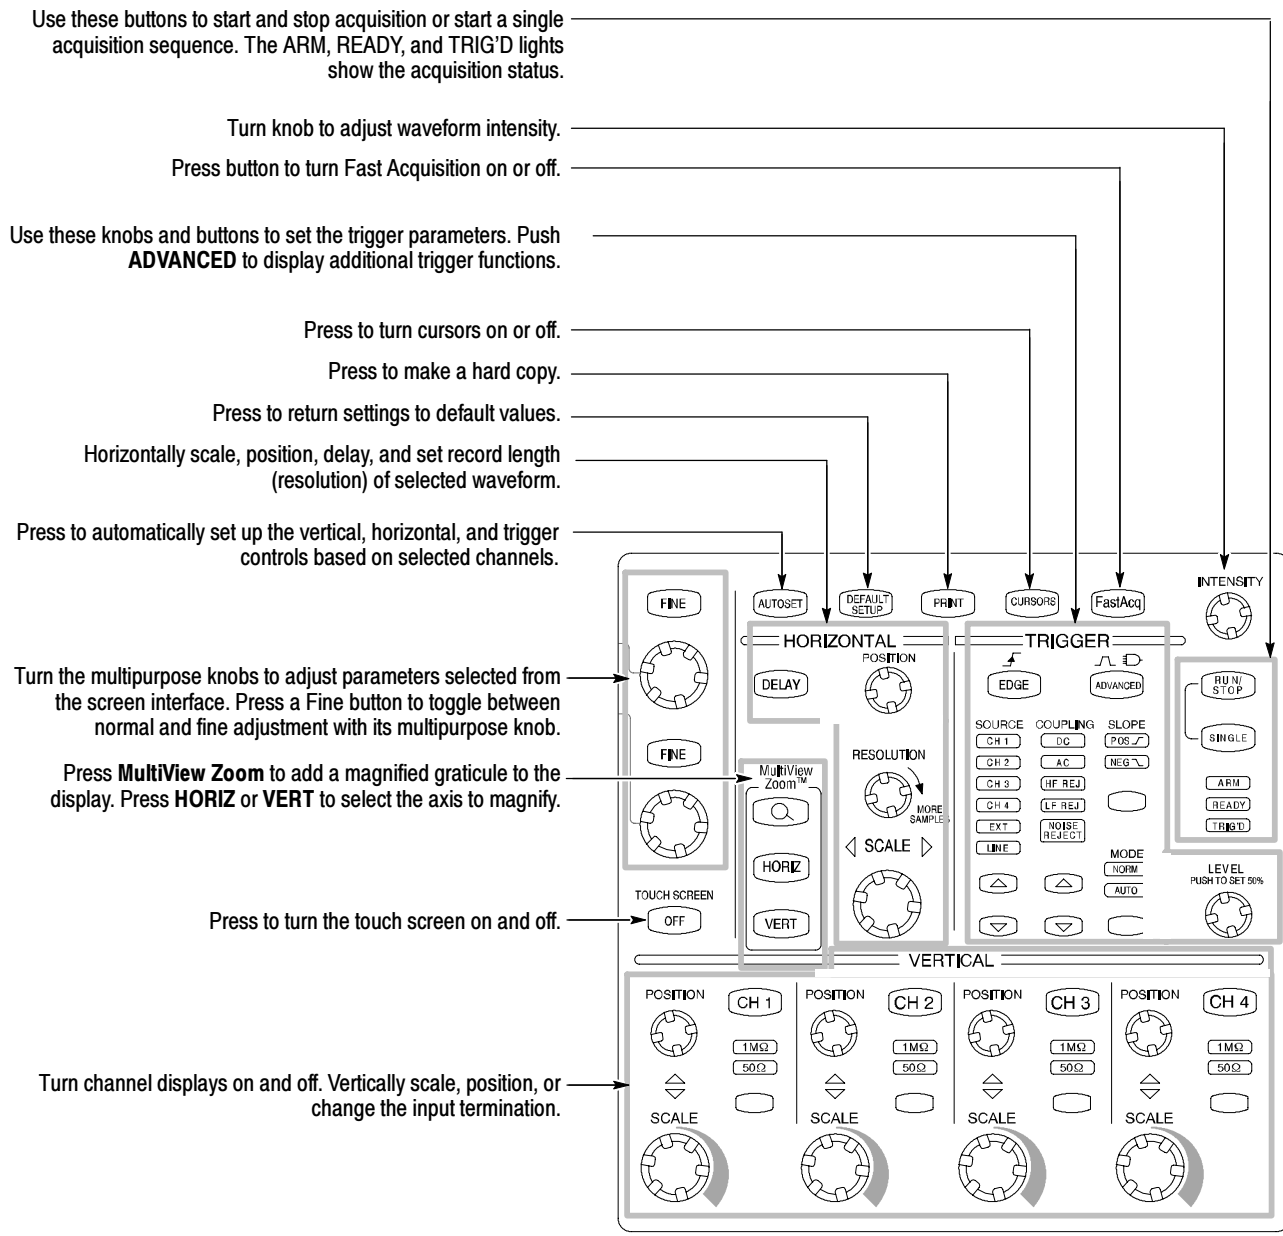 Use these buttons to start and stop acquisition or start a single
acquisition sequence. The ARM, READY, and TRIG'D lights
show the acquisition status.
Turn knob to adjust waveform intensity.
Press button to turn Fast Acquisition on or off.
Use these knobs and buttons to set the trigger parameters. Push
ADVANCED to display additional trigger functions.
Press to turn cursors on or off.
Press to make a hard copy.
Press to return settings to default values.
Horizontally scale, position, delay, and set record length
(resolution) of selected waveform.
Press to automatically set up the vertical, horizontal, and trigger
controls based on selected channels.
Turn the multipurpose knobs to adjust parameters selected from
the screen interface. Press a Fine button to toggle between
normal and fine adjustment with its multipurpose knob.
Press MultiView Zoom to add a magnified graticule to the
display. Press HORIZ or VERT to select the axis to magnify.
Press to turn the touch screen on and off.
Turn channel displays on and off. Vertically scale, position, or
change the input termination.
FINE
FINE
TOUCH SCREEN
OFF
AUTOSET
DEFAULT
SETUP
PRINT
CURSORS
FastAcq
INTENSITY
HORIZONTAL
POSITION
DELAY
RESOLUTION
MORE
SAMPLES
SCALE
MultiView
Zoom™
HORIZ
VERT
TRIGGER
EDGE
ADVANCED
SOURCE
CH 1
CH 2
CH 3
CH 4
EXT
LINE
COUPLING
DC
AC
HF REJ
LF REJ
NOISE
REJECT
SLOPE
POS
NEG
MODE
NORM
AUTO
RUN/
STOP
SINGLE
ARM
READY
TRIG'D
LEVEL
PUSH TO SET 50%
VERTICAL
POSITION
CH 1
1MΩ
50Ω
SCALE
POSITION
CH 2
1MΩ
50Ω
SCALE
POSITION
CH 3
1MΩ
50Ω
SCALE
POSITION
CH 4
1MΩ
50Ω
SCALE